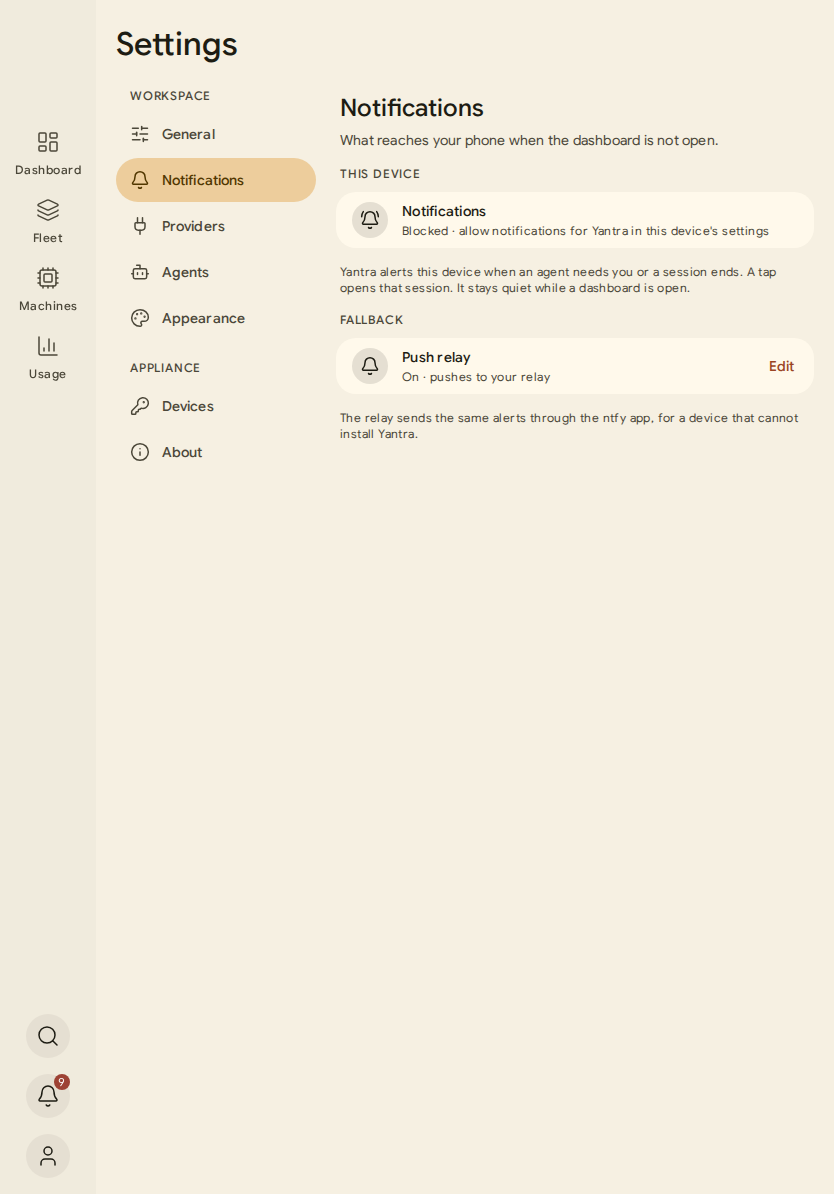 Settings
Dashboard
Fleet
Machines
Usage
9
WORKSPACE
General
Notifications
Providers
Agents
Appearance
APPLIANCE
Devices
About
Notifications
What reaches your phone when the dashboard is not open.
THIS DEVICE
Notifications
Blocked · allow notifications for Yantra in this device's settings
Yantra alerts this device when an agent needs you or a session ends. A tap
opens that session. It stays quiet while a dashboard is open.
FALLBACK
Push relay
On · pushes to your relay
Edit
The relay sends the same alerts through the ntfy app, for a device that cannot
install Yantra.